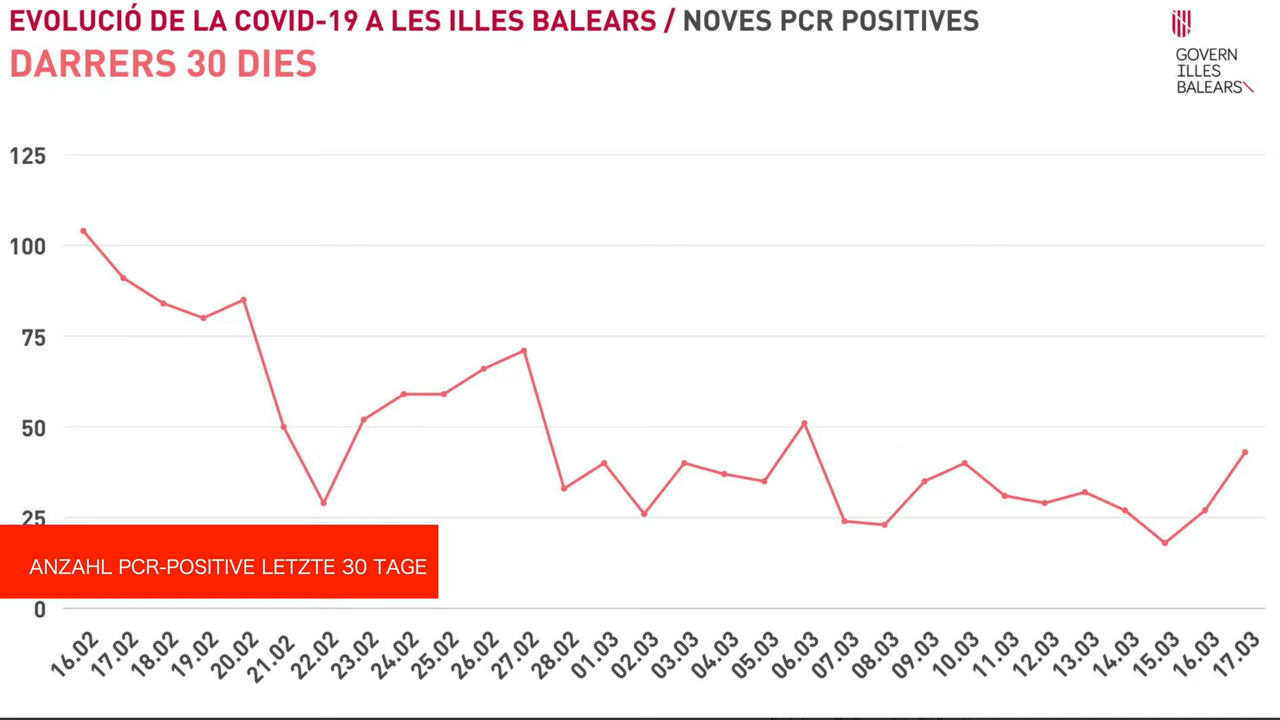 EVOLUCIÓ DE LA COVID-19 A LES ILLES BALEARS / NOVES PCR POSITIVES
DARRERS 30 DIES
GOVERN
ILLES
BALEARS
125
100
75
50
25
ANZAHL PCR-POSITIVE LETZTE 30 TAGE
0
16.02 17.02 18.02 19.02 20.02 21.02 22.02 23.02 24.02 25.02 26.02 27.02 28.02 01.03 02.03 03.03 04.03 05.03 06.03 07.03 08.03 09.03 10.03 11.03 12.03 13.03 14.03 15.03 16.03 17.03